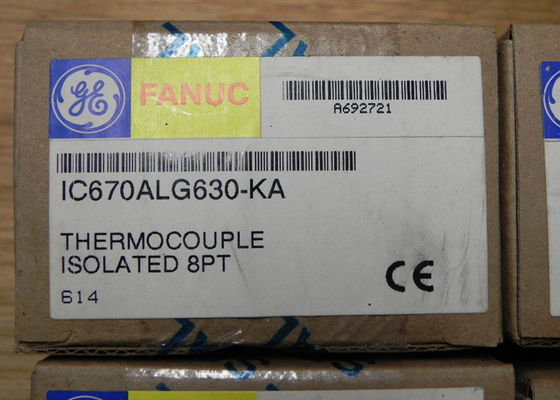 GE FANUC
A692721
IC670ALG630-KA
THERMOCOUPLE
ISOLATED 8PT
614
CE